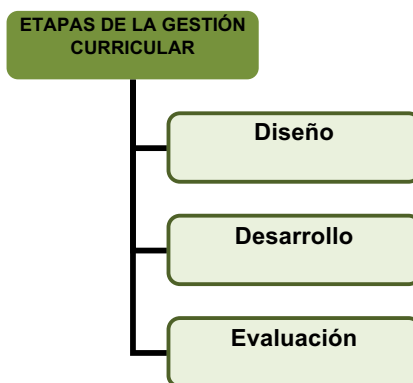 ETAPAS DE LA GESTIÓN
CURRICULAR
Diseño
Desarrollo
Evaluación